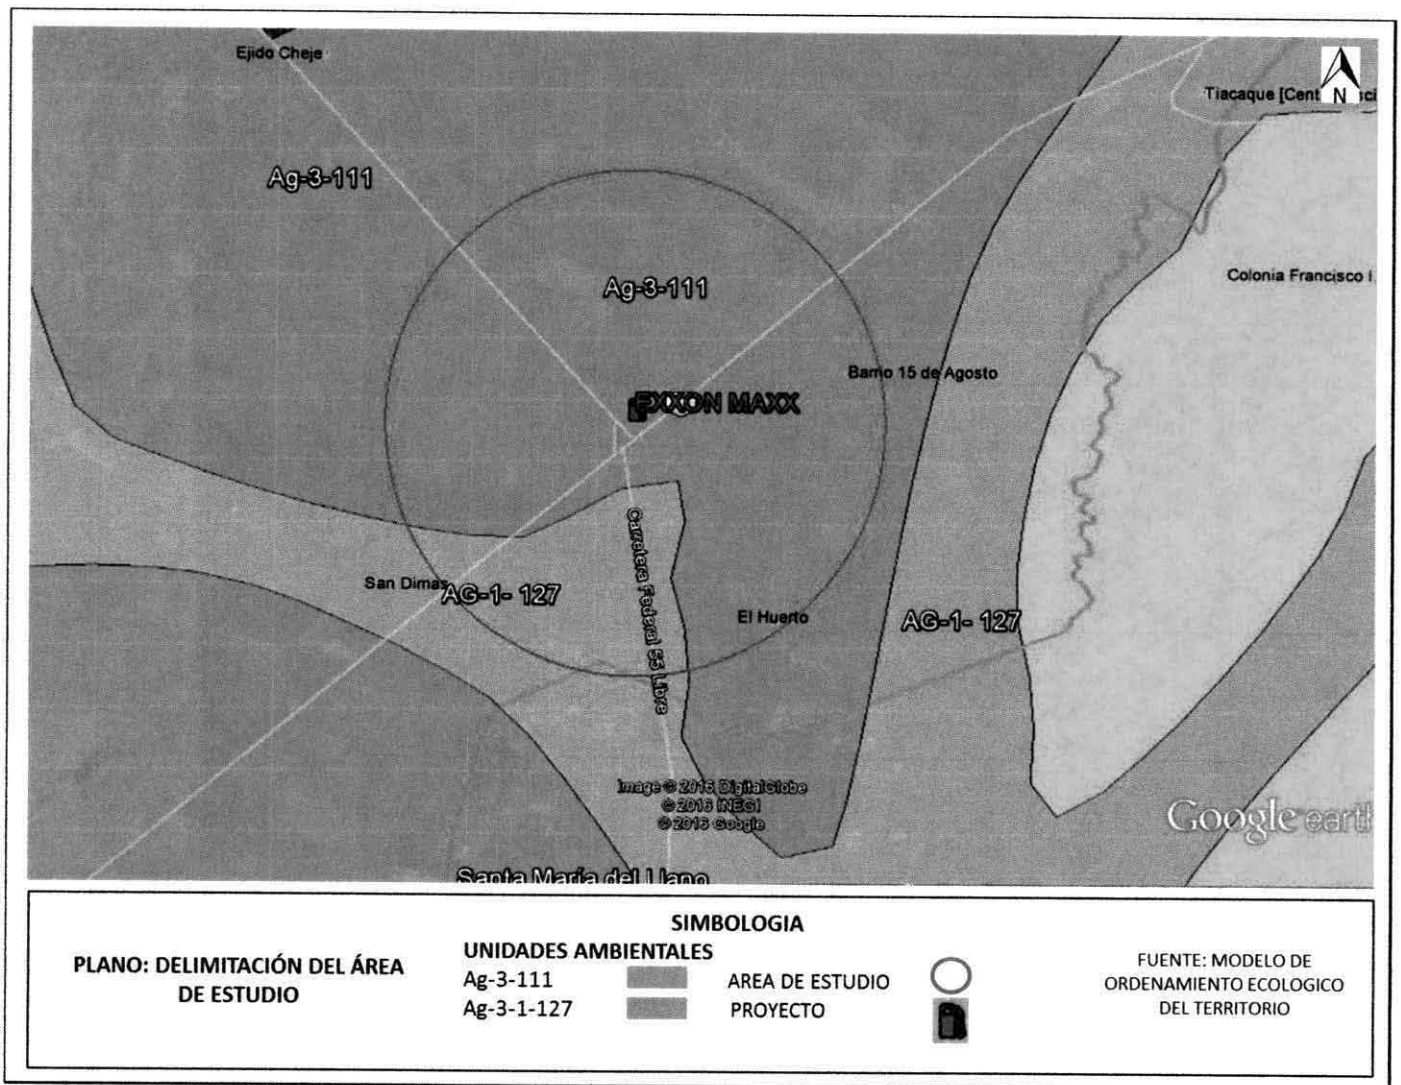 Ejido Cheje
N
Tiacaque [Cent
Ag-3-111
Colonia Francisco I.
Ag-3-111
Barrio 15 de Agosto
EXXON MAXX
San Dimas
AG-1- 127
Carretera Federal 55 Libre
El Huerto
AG-1- 127
Image © 2016 DigitalGlobe
© 2016 INEGI
© 2016 Google
Google earth
Santa María del Llano
PLANO: DELIMITACIÓN DEL ÁREA
DE ESTUDIO
SIMBOLOGIA
UNIDADES AMBIENTALES
Ag-3-111
Ag-3-1-127
AREA DE ESTUDIO
PROYECTO
FUENTE: MODELO DE
ORDENAMIENTO ECOLOGICO
DEL TERRITORIO